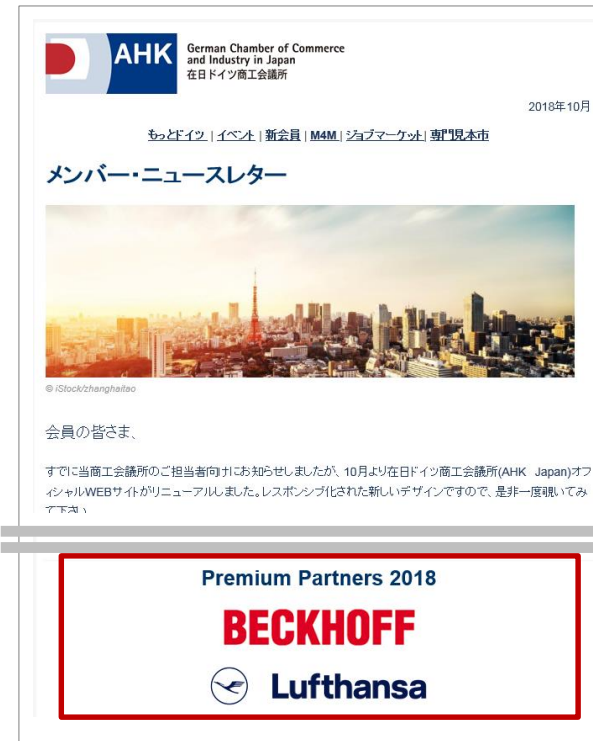 AHK
German Chamber of Commerce
and Industry in Japan
在日ドイツ商工会議所
2018年10月
もっとドイツ | イベント | 新会員 | M4M | ジョブマーケット | 専門見本市
メンバー・ニュースレター
© iStock/zhanghaitao
会員の皆さま、
すでに当商工会議所のご担当者向けにお知らせしましたが、10月より在日ドイツ商工会議所(AHK Japan)オフ
ィシャルWEBサイトがリニューアルしました。レスポンシブ化された新しいデザインですので、是非一度覗いてみ
て下さい
Premium Partners 2018
BECKHOFF
Lufthansa